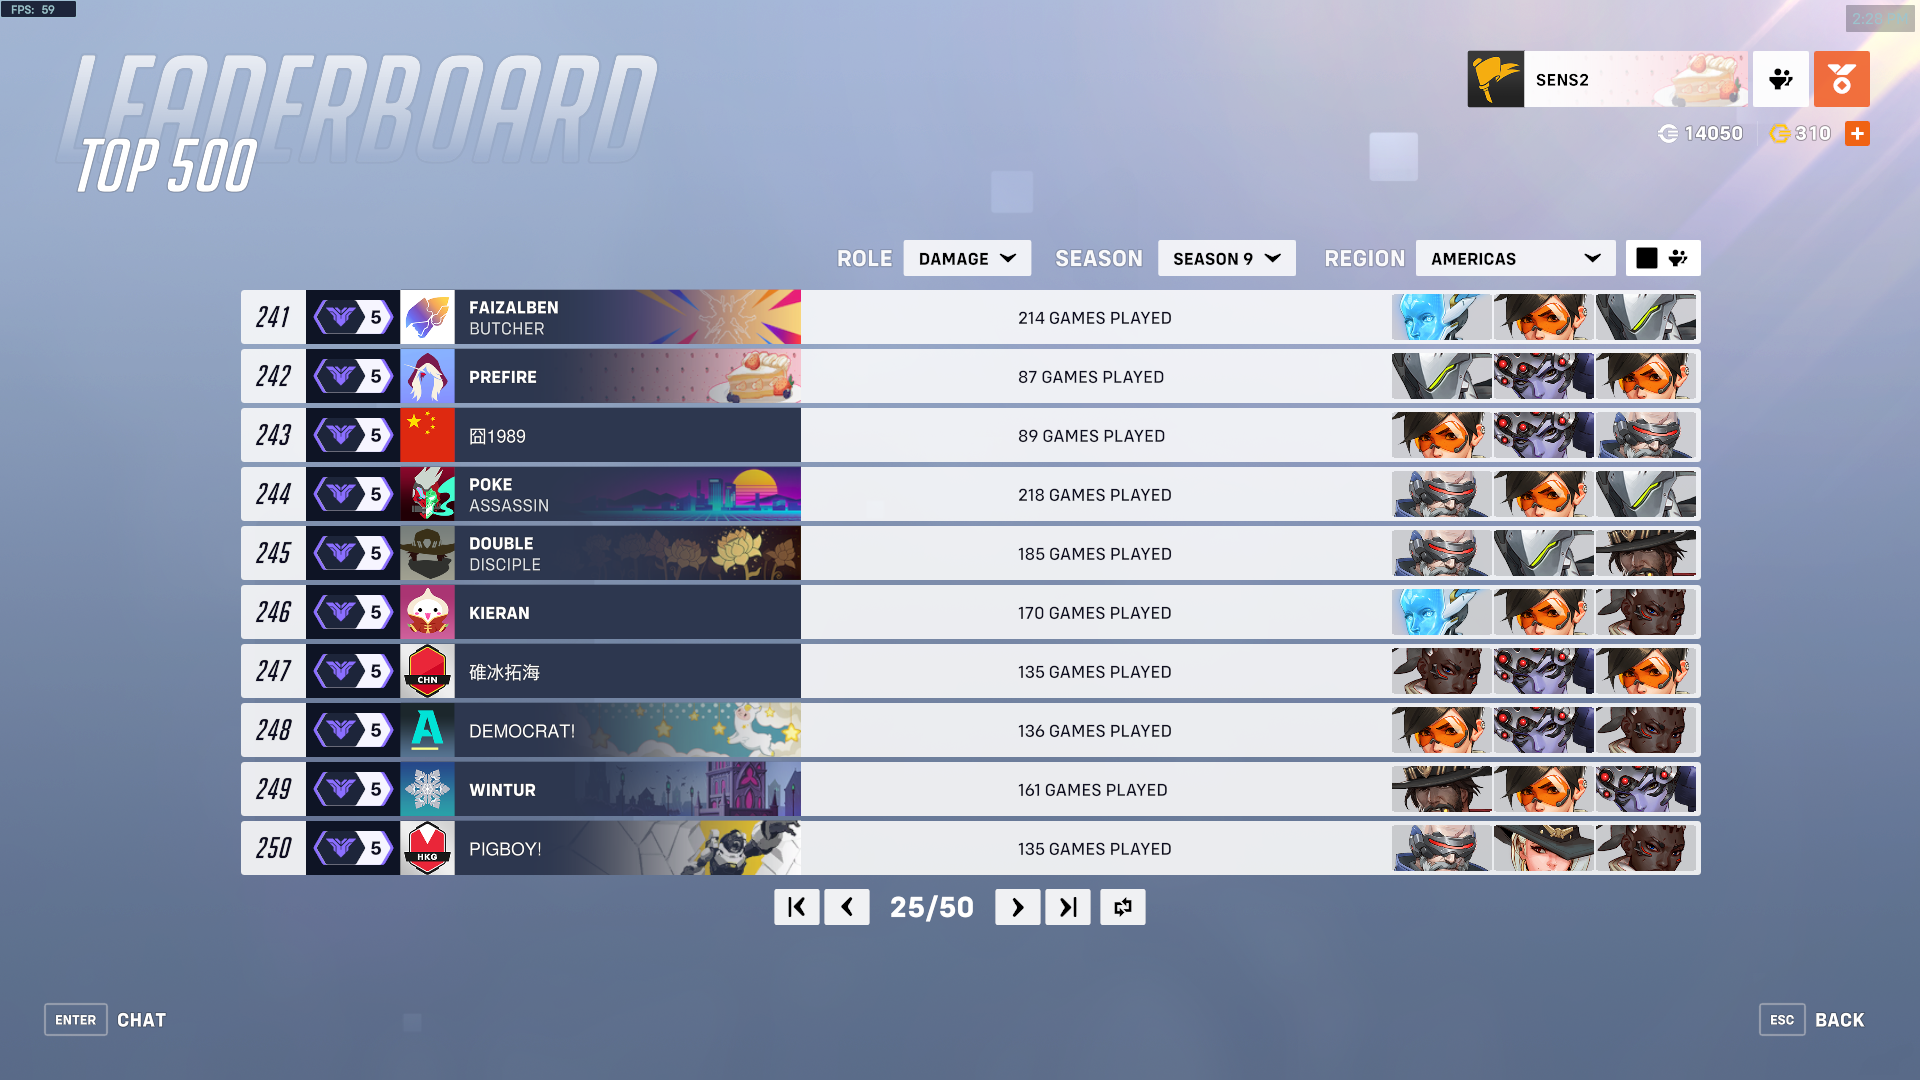 FPS: 59
LEADERBOARD
TOP 500
SENS2
14050
310
ROLE DAMAGE SEASON SEASON 9 REGION AMERICAS
241 5 FAIZALBEN 214 GAMES PLAYED
BUTCHER
242 5 PREFIRE 87 GAMES PLAYED
243 5 囧1989 89 GAMES PLAYED
244 5 POKE 218 GAMES PLAYED
ASSASSIN
245 5 DOUBLE 185 GAMES PLAYED
DISCIPLE
246 5 KIERAN 170 GAMES PLAYED
247 5 CHN 碓冰拓海 135 GAMES PLAYED
248 5 A DEMOCRAT! 136 GAMES PLAYED
249 5 WINTUR 161 GAMES PLAYED
250 5 HKG PIGBOY! 135 GAMES PLAYED
25/50
ENTER CHAT
ESC BACK